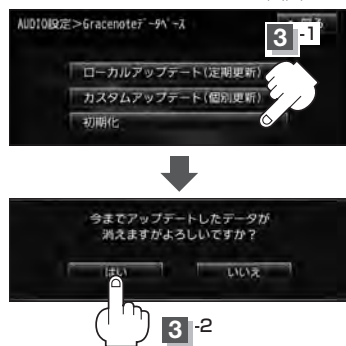 AUDIO設定>Gracenoteデータベース
3 -1
ローカルアップデート(定期更新)
カスタムアップデート(個別更新)
初期化
今までアップデートしたデータが
消えますがよろしいですか？
はい
いいえ
3 -2